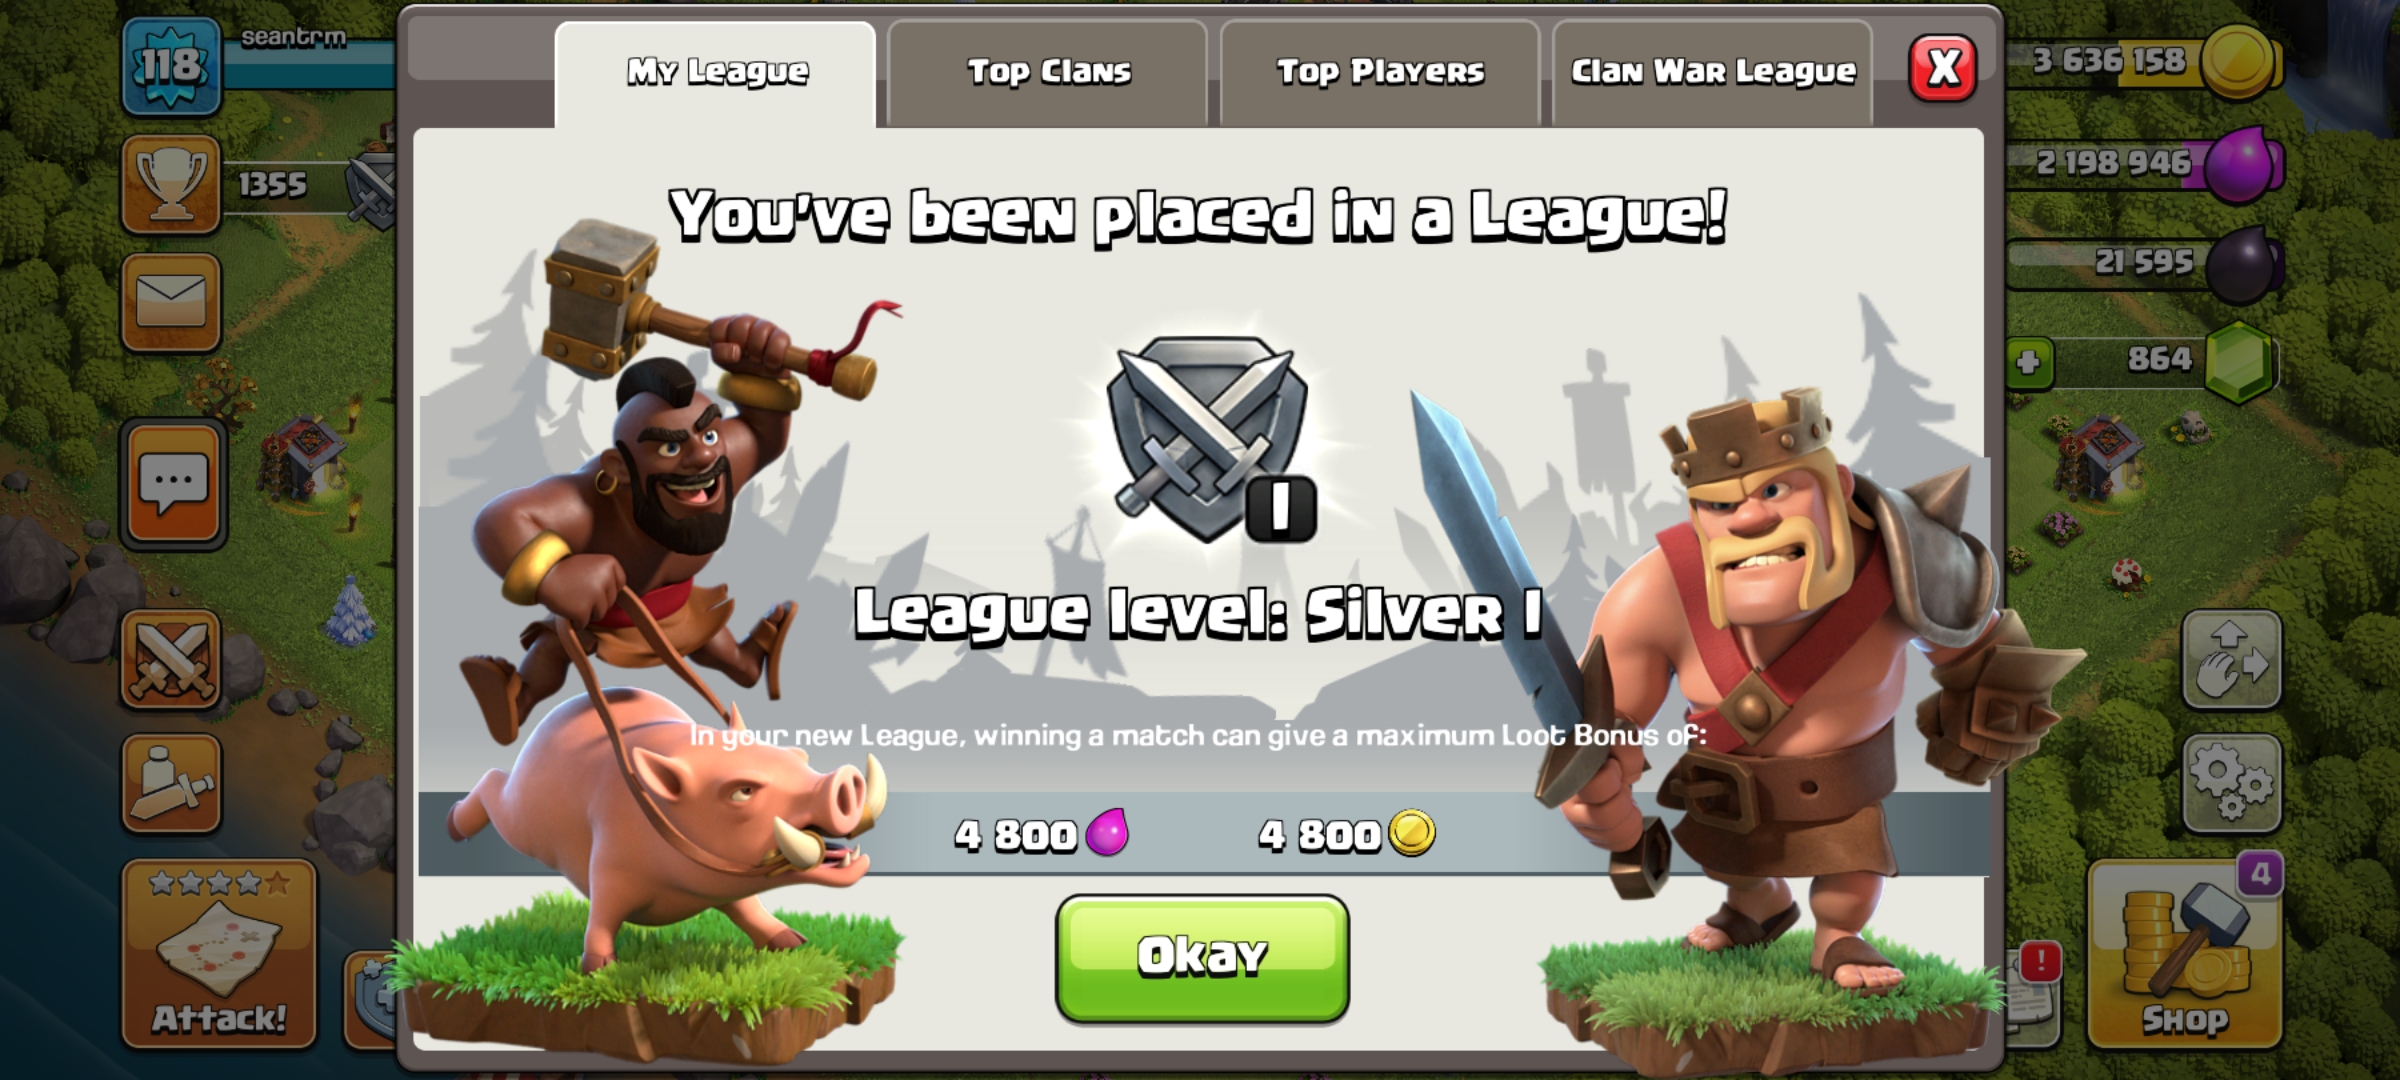 118
seantrm
My League
Top Clans
Top Players
Clan War League
X
3 636 158
1355
2 198 946
You've been placed in a League!
21 595
864
I
League level: Silver I
In your new League, winning a match can give a maximum Loot Bonus of:
4 800
4 800
4
Okay
!
Attack!
Shop